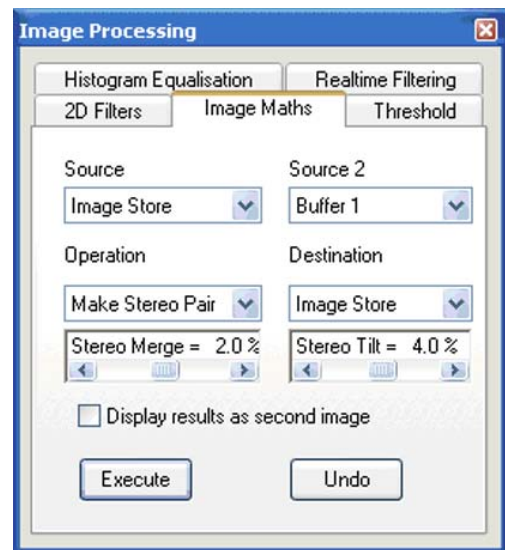 Image Processing
Histogram Equalisation Realtime Filtering
2D Filters Image Maths Threshold
Source Source 2
Image Store Buffer 1
Operation Destination
Make Stereo Pair Image Store
Stereo Merge = 2.0 % Stereo Tilt = 4.0 %
Display results as second image
Execute Undo